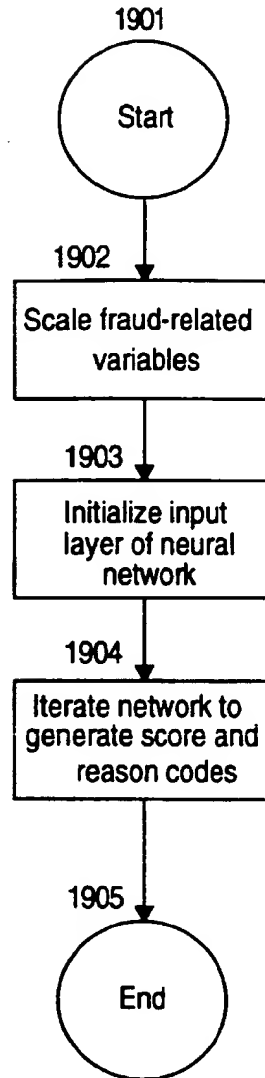 1901
Start
1902
Scale fraud-related
variables
1903
Initialize input
layer of neural
network
1904
Iterate network to
generate score and
reason codes
1905
End